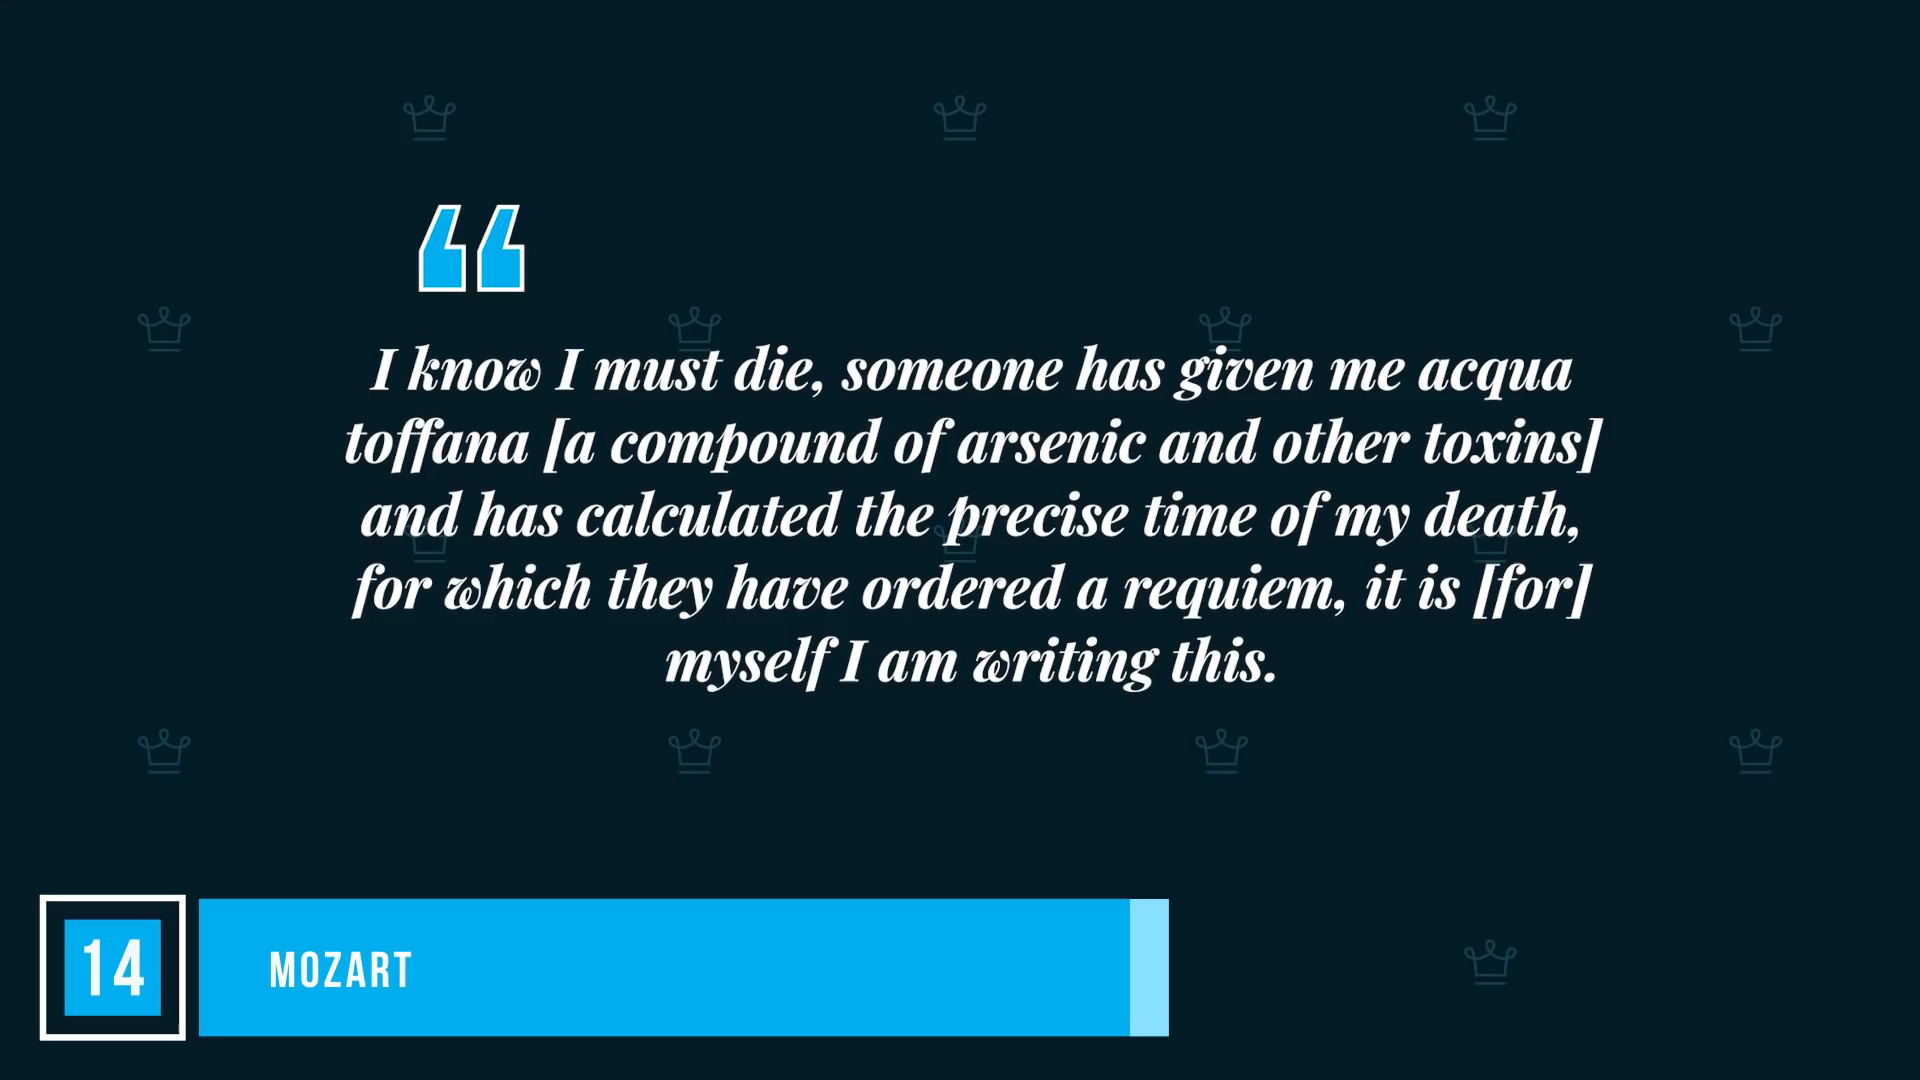 “
I know I must die, someone has given me acqua
toffana [a compound of arsenic and other toxins]
and has calculated the precise time of my death,
for which they have ordered a requiem, it is [for]
myself I am writing this.
14
MOZART